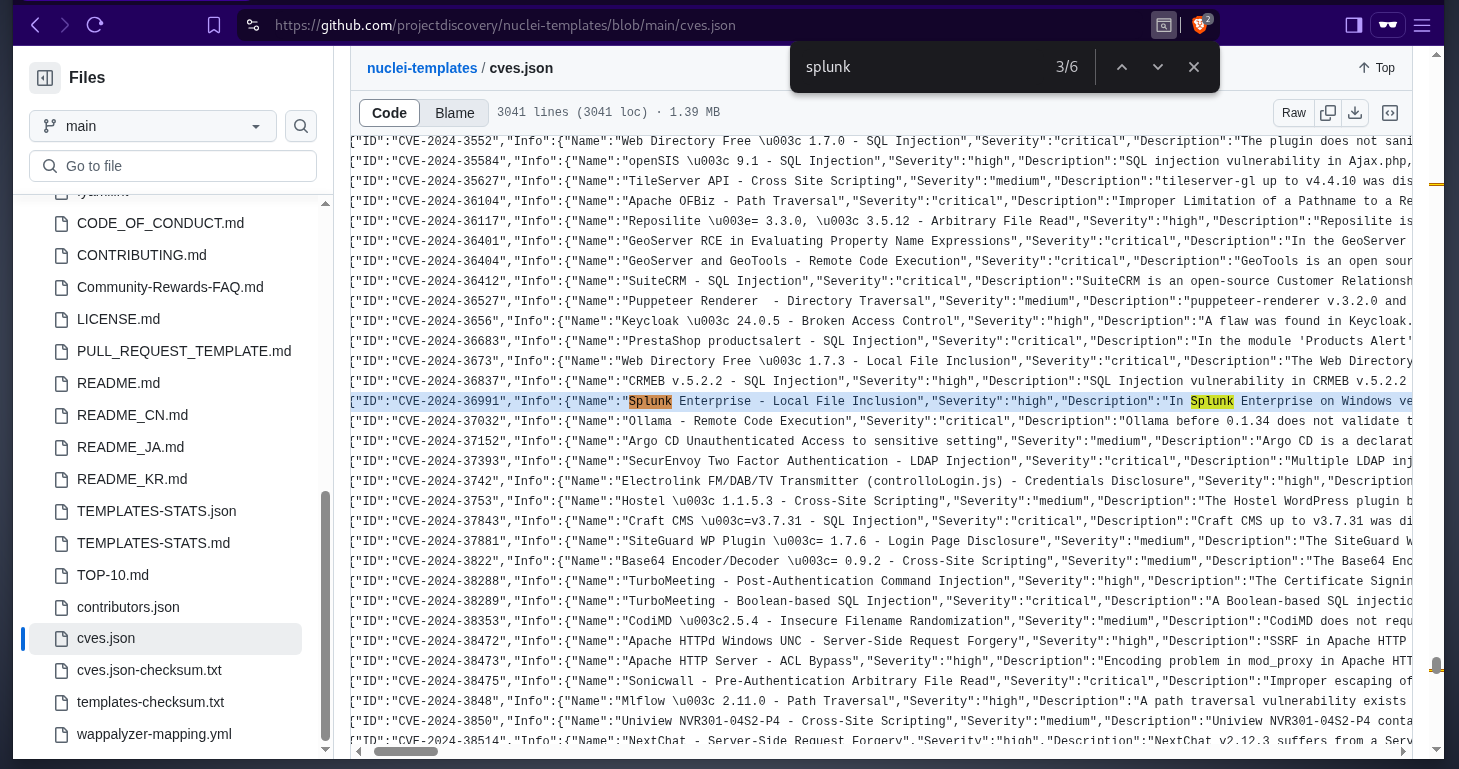 https://github.com/projectdiscovery/nuclei-templates/blob/main/cves.json
2
splunk 3/6
Files
nuclei-templates / cves.json
Top
main
Go to file
Code Blame 3041 lines (3041 loc) · 1.39 MB Raw
CODE_OF_CONDUCT.md
CONTRIBUTING.md
Community-Rewards-FAQ.md
LICENSE.md
PULL_REQUEST_TEMPLATE.md
README.md
README_CN.md
README_JA.md
README_KR.md
TEMPLATES-STATS.json
TEMPLATES-STATS.md
TOP-10.md
contributors.json
cves.json
cves.json-checksum.txt
templates-checksum.txt
wappalyzer-mapping.yml
{"ID":"CVE-2024-3552","Info":{"Name":"Web Directory Free \u003c 1.7.0 - SQL Injection","Severity":"critical","Description":"The plugin does not sani
{"ID":"CVE-2024-35584","Info":{"Name":"openSIS \u003c 9.1 - SQL Injection","Severity":"high","Description":"SQL injection vulnerability in Ajax.php,
{"ID":"CVE-2024-35627","Info":{"Name":"TileServer API - Cross Site Scripting","Severity":"medium","Description":"tileserver-gl up to v4.4.10 was dis
{"ID":"CVE-2024-36104","Info":{"Name":"Apache OFBiz - Path Traversal","Severity":"critical","Description":"Improper Limitation of a Pathname to a Re
{"ID":"CVE-2024-36117","Info":{"Name":"Reposilite \u003e= 3.3.0, \u003c 3.5.12 - Arbitrary File Read","Severity":"high","Description":"Reposilite is
{"ID":"CVE-2024-36401","Info":{"Name":"GeoServer RCE in Evaluating Property Name Expressions","Severity":"critical","Description":"In the GeoServer
{"ID":"CVE-2024-36404","Info":{"Name":"GeoServer and GeoTools - Remote Code Execution","Severity":"critical","Description":"GeoTools is an open sour
{"ID":"CVE-2024-36412","Info":{"Name":"SuiteCRM - SQL Injection","Severity":"critical","Description":"SuiteCRM is an open-source Customer Relationsh
{"ID":"CVE-2024-36527","Info":{"Name":"Puppeteer Renderer  - Directory Traversal","Severity":"medium","Description":"puppeteer-renderer v.3.2.0 and
{"ID":"CVE-2024-3656","Info":{"Name":"Keycloak \u003c 24.0.5 - Broken Access Control","Severity":"high","Description":"A flaw was found in Keycloak.
{"ID":"CVE-2024-36683","Info":{"Name":"PrestaShop productsalert - SQL Injection","Severity":"critical","Description":"In the module 'Products Alert'
{"ID":"CVE-2024-3673","Info":{"Name":"Web Directory Free \u003c 1.7.3 - Local File Inclusion","Severity":"critical","Description":"The Web Directory
{"ID":"CVE-2024-36837","Info":{"Name":"CRMEB v.5.2.2 - SQL Injection","Severity":"high","Description":"SQL Injection vulnerability in CRMEB v.5.2.2
{"ID":"CVE-2024-36991","Info":{"Name":"Splunk Enterprise - Local File Inclusion","Severity":"high","Description":"In Splunk Enterprise on Windows ve
{"ID":"CVE-2024-37032","Info":{"Name":"Ollama - Remote Code Execution","Severity":"critical","Description":"Ollama before 0.1.34 does not validate t
{"ID":"CVE-2024-37152","Info":{"Name":"Argo CD Unauthenticated Access to sensitive setting","Severity":"medium","Description":"Argo CD is a declarat
{"ID":"CVE-2024-37393","Info":{"Name":"SecurEnvoy Two Factor Authentication - LDAP Injection","Severity":"critical","Description":"Multiple LDAP inj
{"ID":"CVE-2024-3742","Info":{"Name":"Electrolink FM/DAB/TV Transmitter (controlloLogin.js) - Credentials Disclosure","Severity":"high","Description
{"ID":"CVE-2024-3753","Info":{"Name":"Hostel \u003c 1.1.5.3 - Cross-Site Scripting","Severity":"medium","Description":"The Hostel WordPress plugin b
{"ID":"CVE-2024-37843","Info":{"Name":"Craft CMS \u003c=v3.7.31 - SQL Injection","Severity":"critical","Description":"Craft CMS up to v3.7.31 was di
{"ID":"CVE-2024-37881","Info":{"Name":"SiteGuard WP Plugin \u003c= 1.7.6 - Login Page Disclosure","Severity":"medium","Description":"The SiteGuard W
{"ID":"CVE-2024-3822","Info":{"Name":"Base64 Encoder/Decoder \u003c= 0.9.2 - Cross-Site Scripting","Severity":"medium","Description":"The Base64 Enc
{"ID":"CVE-2024-38288","Info":{"Name":"TurboMeeting - Post-Authentication Command Injection","Severity":"high","Description":"The Certificate Signin
{"ID":"CVE-2024-38289","Info":{"Name":"TurboMeeting - Boolean-based SQL Injection","Severity":"critical","Description":"A Boolean-based SQL injectio
{"ID":"CVE-2024-38353","Info":{"Name":"CodiMD \u003c2.5.4 - Insecure Filename Randomization","Severity":"medium","Description":"CodiMD does not requ
{"ID":"CVE-2024-38472","Info":{"Name":"Apache HTTPd Windows UNC - Server-Side Request Forgery","Severity":"high","Description":"SSRF in Apache HTTP
{"ID":"CVE-2024-38473","Info":{"Name":"Apache HTTP Server - ACL Bypass","Severity":"high","Description":"Encoding problem in mod_proxy in Apache HTT
{"ID":"CVE-2024-38475","Info":{"Name":"Sonicwall - Pre-Authentication Arbitrary File Read","Severity":"critical","Description":"Improper escaping of
{"ID":"CVE-2024-3848","Info":{"Name":"Mlflow \u003c 2.11.0 - Path Traversal","Severity":"high","Description":"A path traversal vulnerability exists
{"ID":"CVE-2024-3850","Info":{"Name":"Uniview NVR301-04S2-P4 - Cross-Site Scripting","Severity":"medium","Description":"Uniview NVR301-04S2-P4 conta
{"ID":"CVE-2024-38514","Info":{"Name":"NextChat - Server-Side Request Forgery","Severity":"high","Description":"NextChat v2.12.3 suffers from a Serv